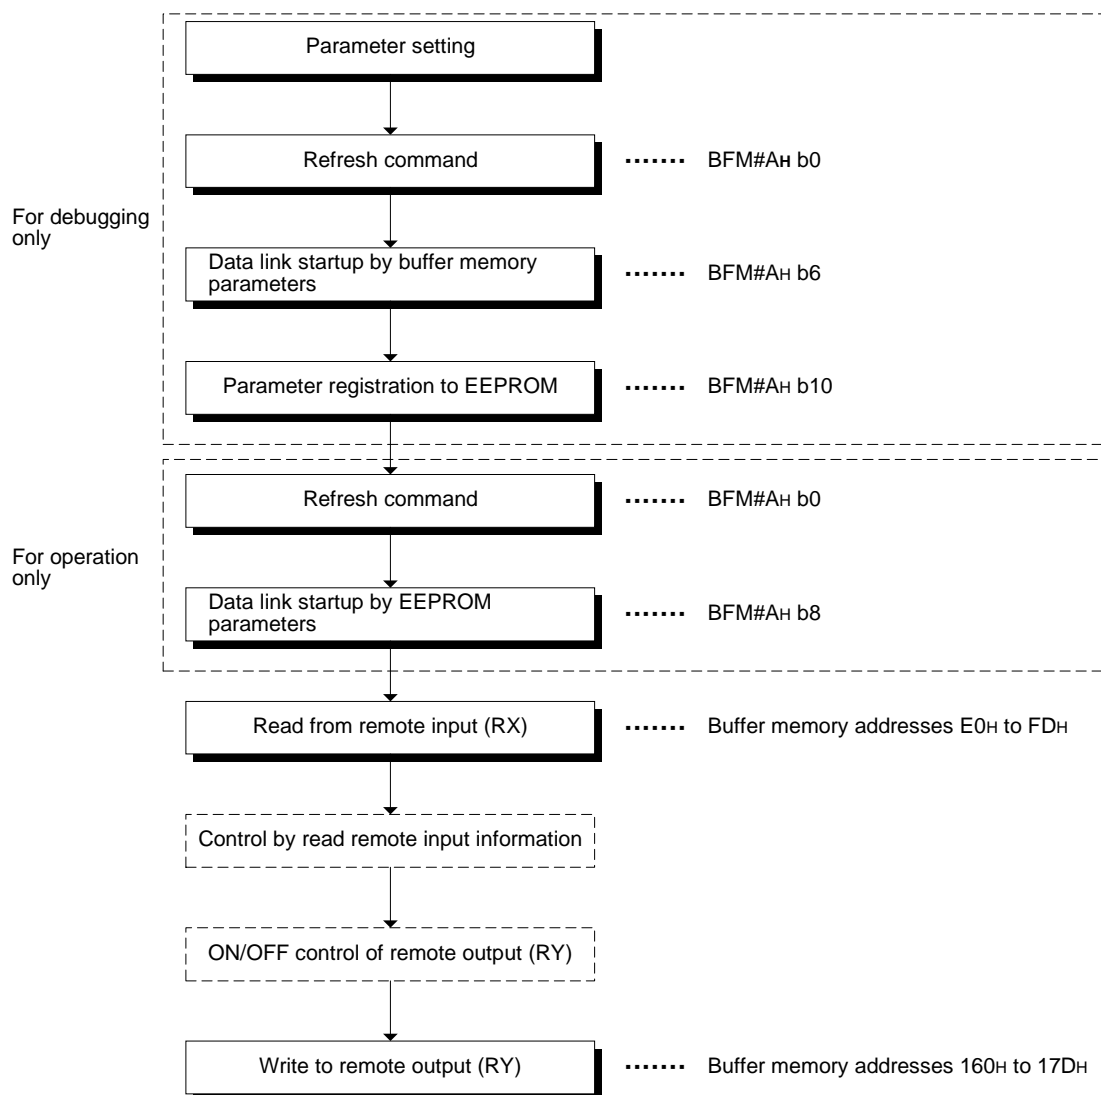 Parameter setting
Refresh command ....... BFM#AH b0
For debugging
only
Data link startup by buffer memory
parameters ....... BFM#AH b6
Parameter registration to EEPROM ....... BFM#AH b10
Refresh command ....... BFM#AH b0
For operation
only
Data link startup by EEPROM
parameters ....... BFM#AH b8
Read from remote input (RX) ....... Buffer memory addresses E0H to FDH
Control by read remote input information
ON/OFF control of remote output (RY)
Write to remote output (RY) ....... Buffer memory addresses 160H to 17DH